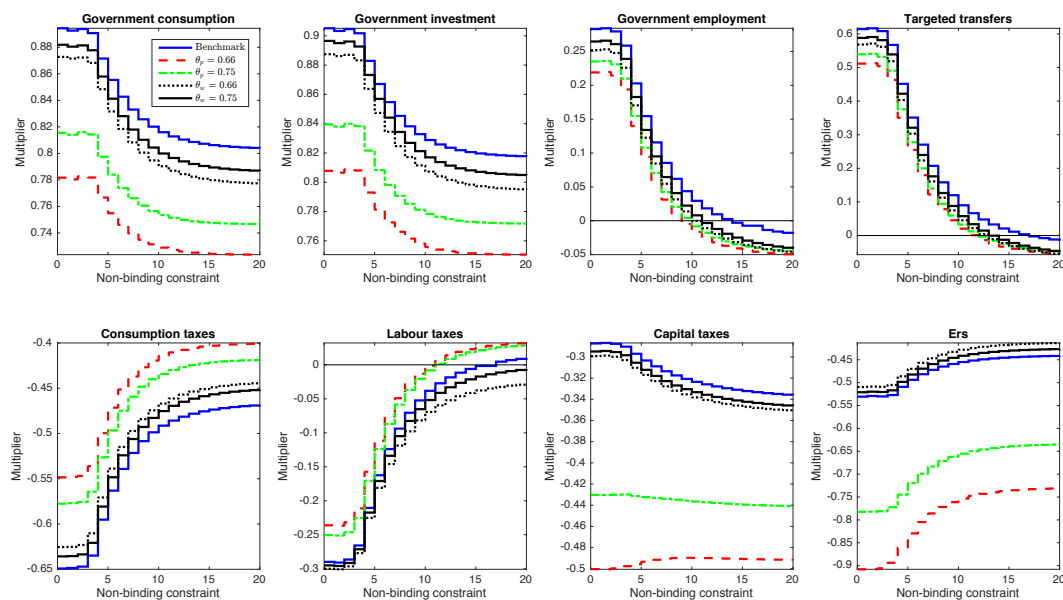 Government consumption
Government investment
Government employment
Targeted transfers
Multiplier
0.88
0.86
0.84
0.82
0.8
0.78
0.76
0.74
Benchmark
θp = 0.66
θp = 0.75
θw = 0.66
θw = 0.75
0 5 10 15 20
Non-binding constraint
Multiplier
0.9
0.88
0.86
0.84
0.82
0.8
0.78
0.76
0 5 10 15 20
Non-binding constraint
Multiplier
0.25
0.2
0.15
0.1
0.05
0
-0.05
0 5 10 15 20
Non-binding constraint
Multiplier
0.6
0.5
0.4
0.3
0.2
0.1
0
0 5 10 15 20
Non-binding constraint
Consumption taxes
Labour taxes
Capital taxes
Ers
Multiplier
-0.4
-0.45
-0.5
-0.55
-0.6
-0.65
0 5 10 15 20
Non-binding constraint
Multiplier
0
-0.05
-0.1
-0.15
-0.2
-0.25
-0.3
0 5 10 15 20
Non-binding constraint
Multiplier
-0.3
-0.32
-0.34
-0.36
-0.38
-0.4
-0.42
-0.44
-0.46
-0.48
-0.5
0 5 10 15 20
Non-binding constraint
Multiplier
-0.45
-0.5
-0.55
-0.6
-0.65
-0.7
-0.75
-0.8
-0.85
-0.9
0 5 10 15 20
Non-binding constraint